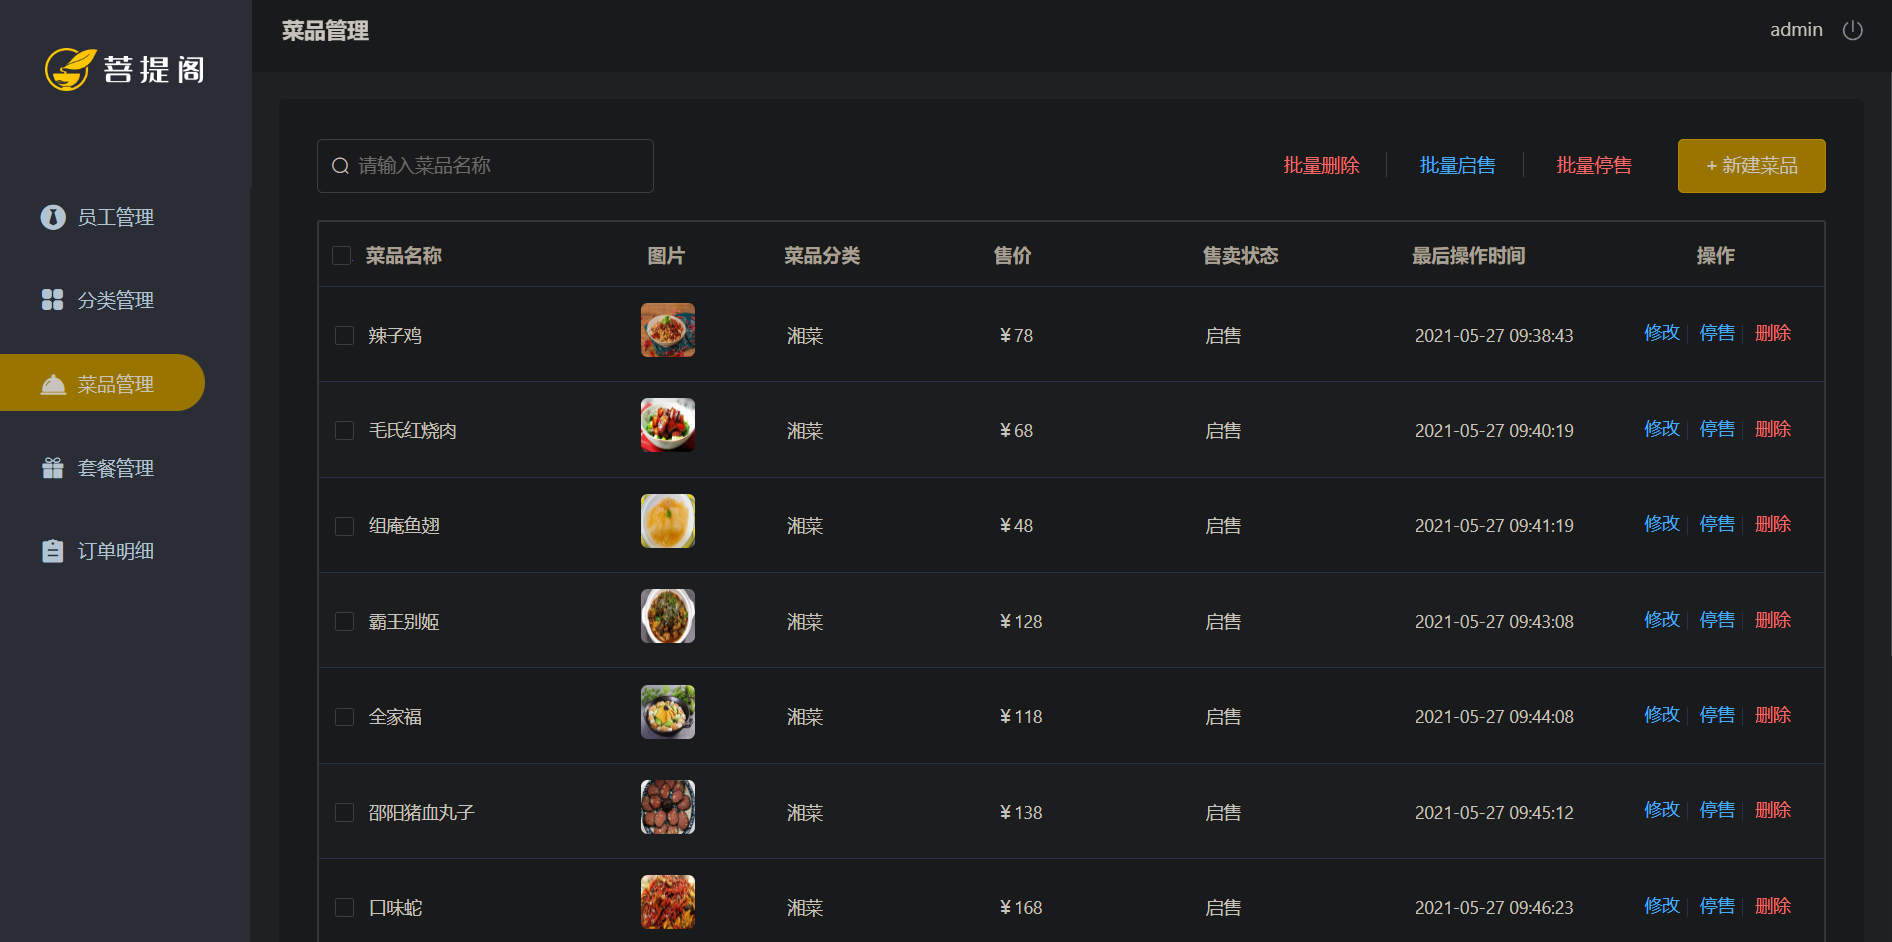 菩提阁
菜品管理
admin
员工管理
分类管理
菜品管理
套餐管理
订单明细
请输入菜品名称
批量删除 批量启售 批量停售 + 新建菜品
菜品名称 图片 菜品分类 售价 售卖状态 最后操作时间 操作
辣子鸡 湘菜 ¥78 启售 2021-05-27 09:38:43 修改 停售 删除
毛氏红烧肉 湘菜 ¥68 启售 2021-05-27 09:40:19 修改 停售 删除
组庵鱼翅 湘菜 ¥48 启售 2021-05-27 09:41:19 修改 停售 删除
霸王别姬 湘菜 ¥128 启售 2021-05-27 09:43:08 修改 停售 删除
全家福 湘菜 ¥118 启售 2021-05-27 09:44:08 修改 停售 删除
邵阳猪血丸子 湘菜 ¥138 启售 2021-05-27 09:45:12 修改 停售 删除
口味蛇 湘菜 ¥168 启售 2021-05-27 09:46:23 修改 停售 删除